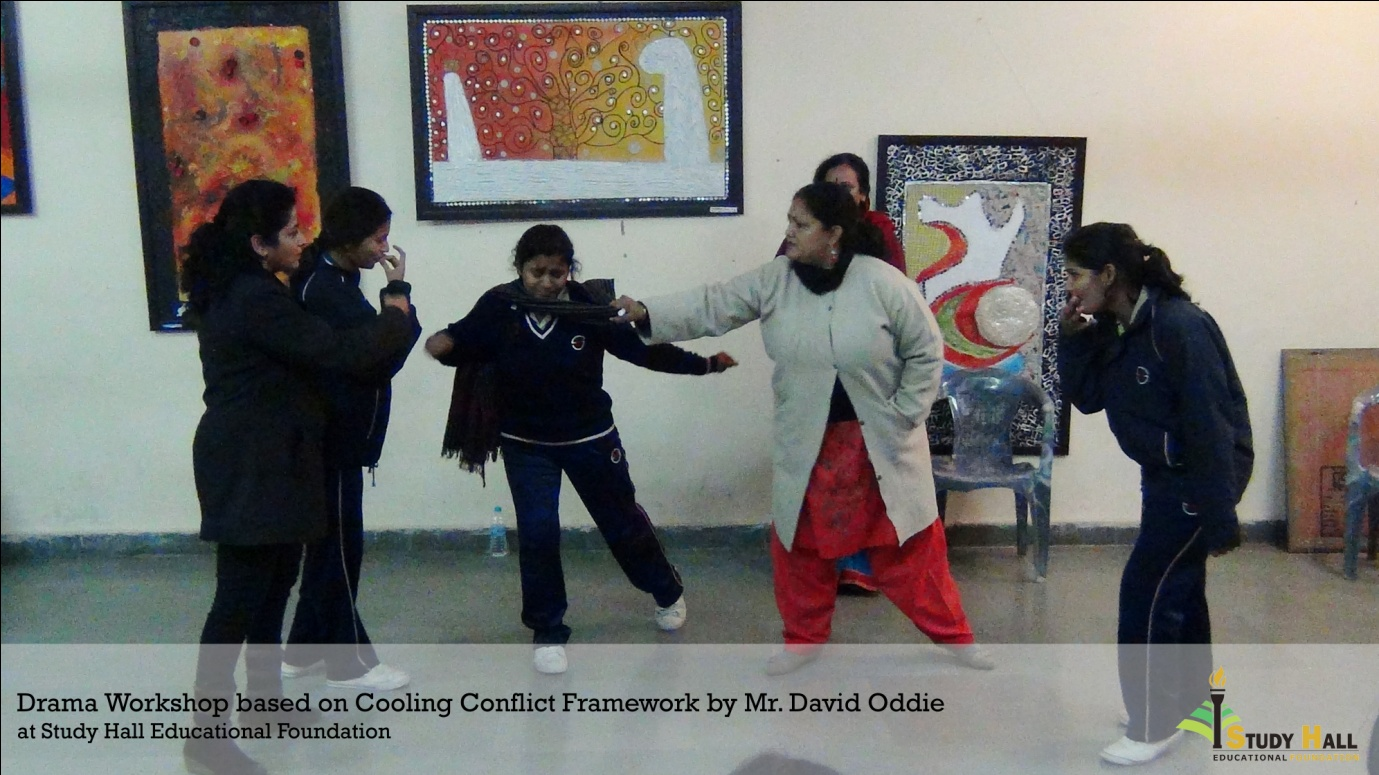 Drama Workshop based on Cooling Conflict Framework by Mr. David Oddie
at Study Hall Educational Foundation
STUDY HALL
EDUCATIONAL FOUNDATION